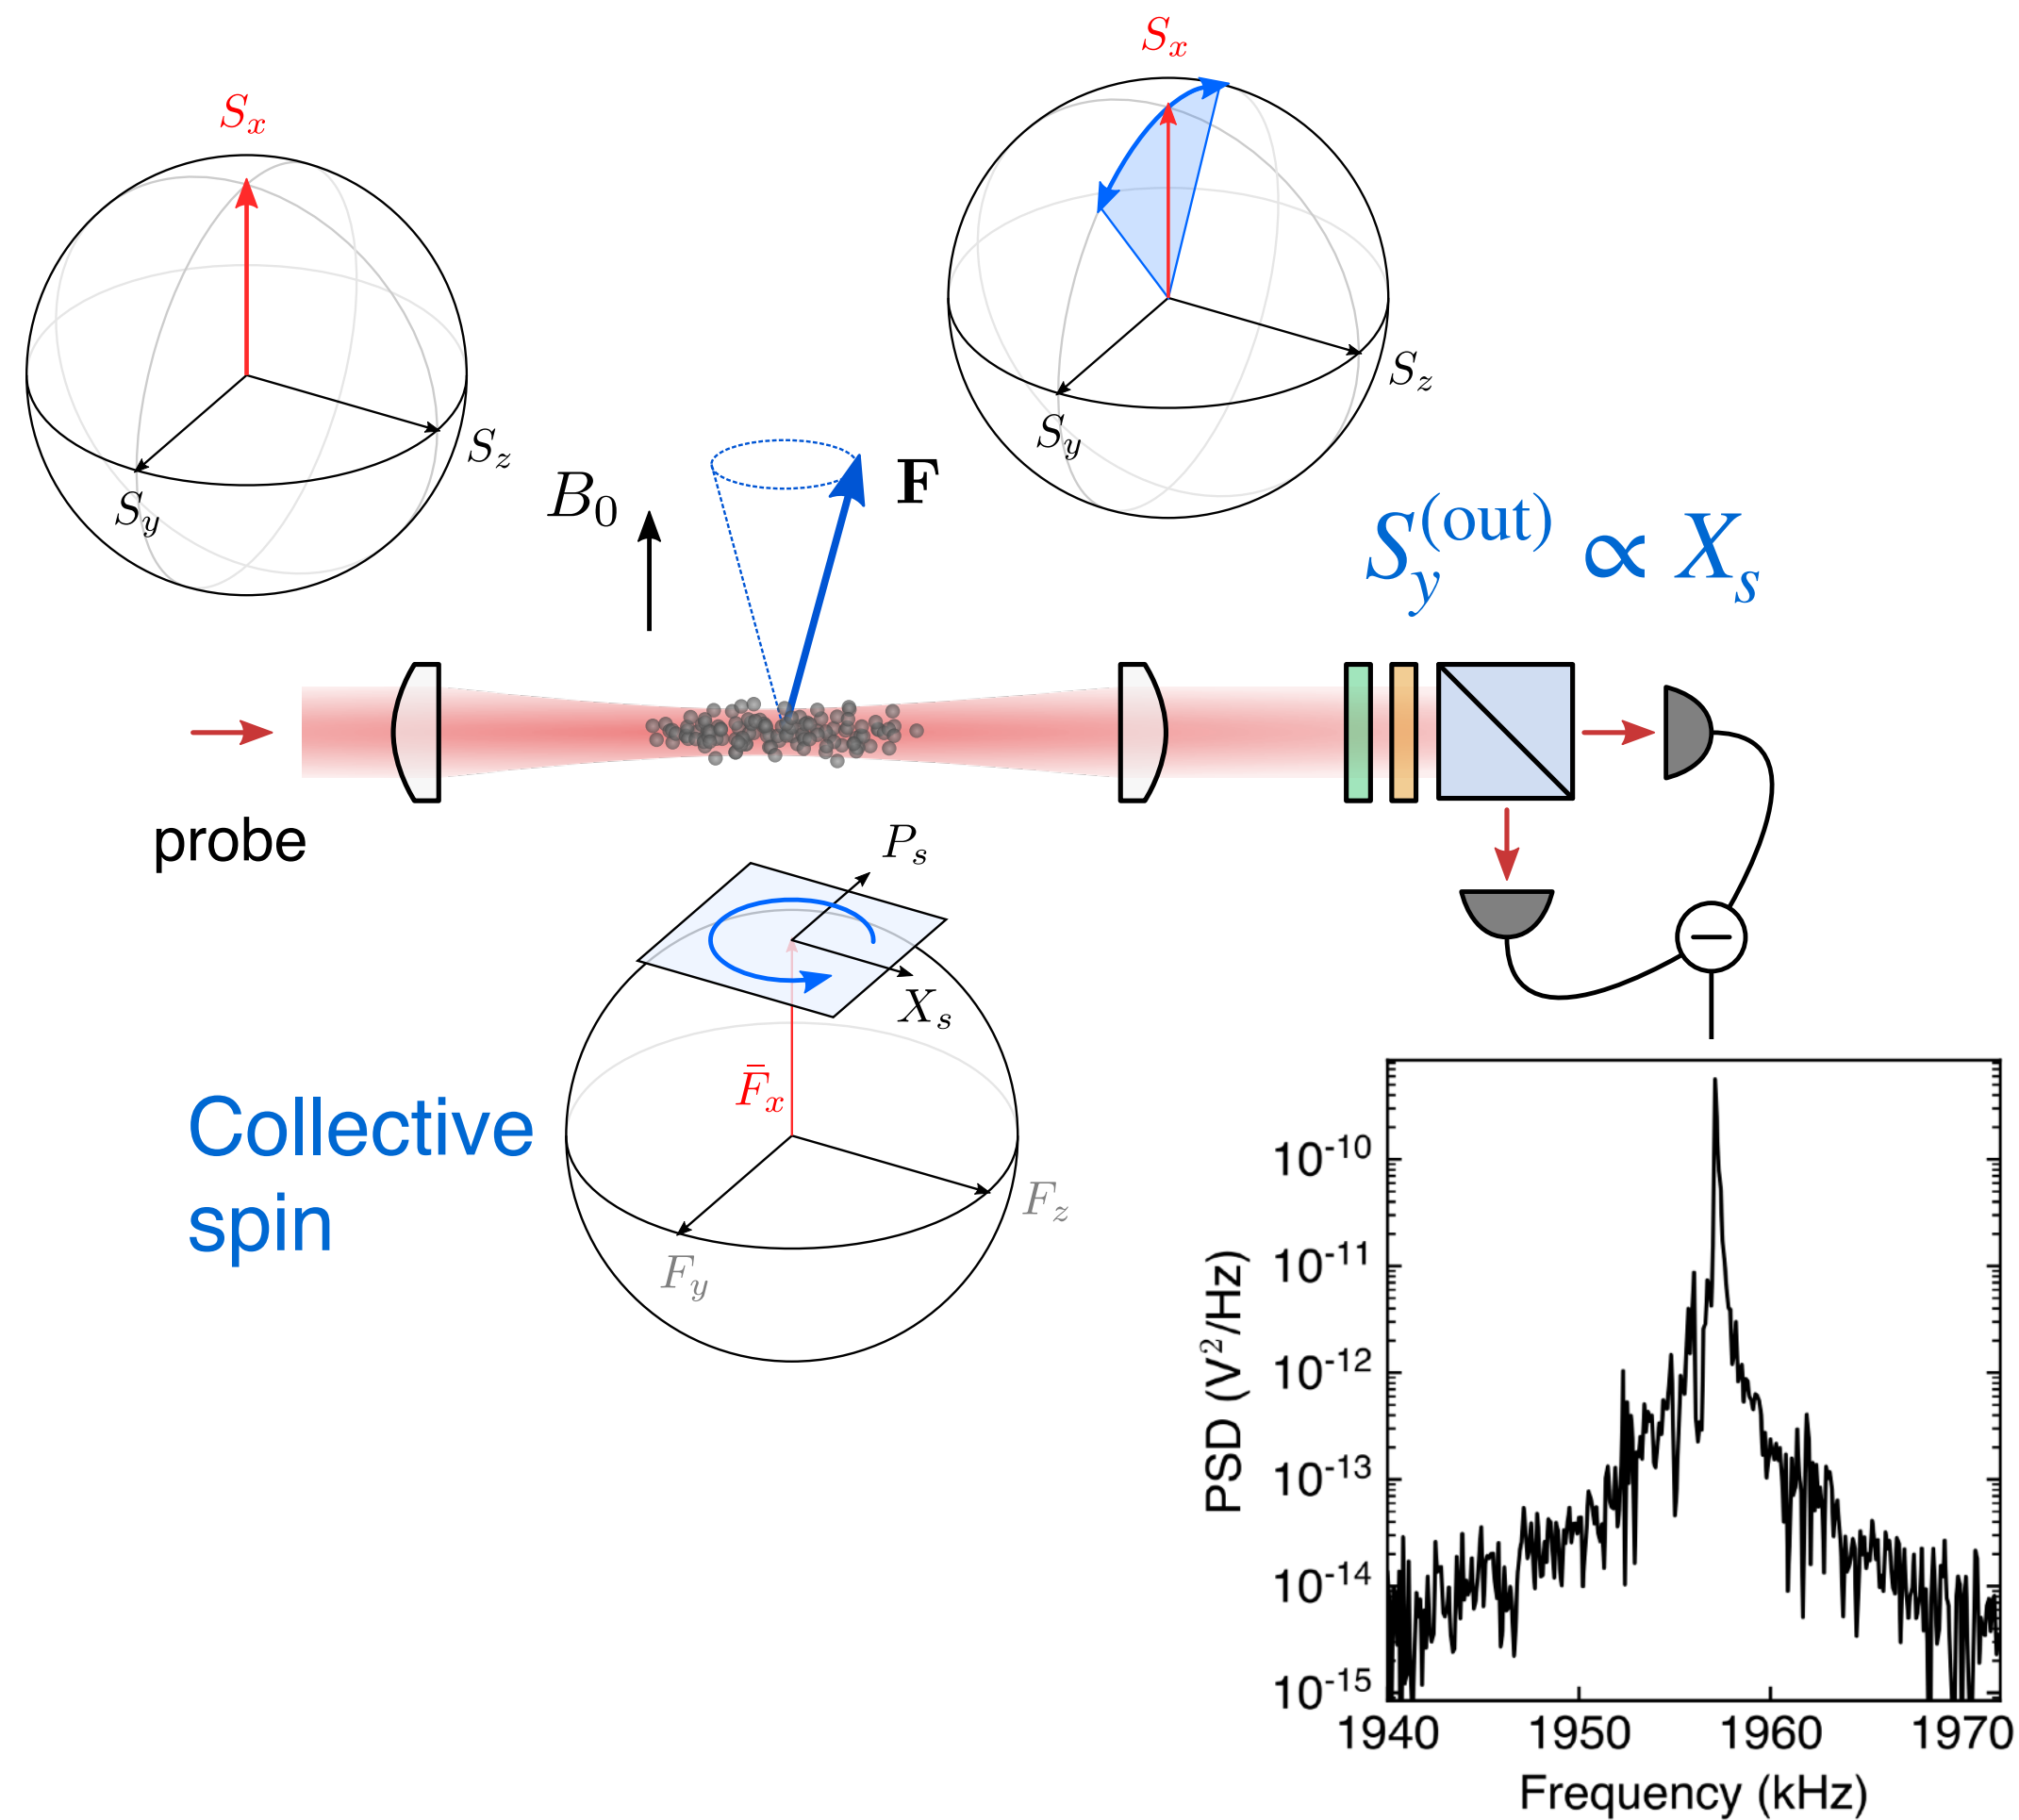 S_x
S_z
S_y
S_x
S_z
S_y
B_0
F
S_y^{(out)} ∝ X_s
probe
P_s
X_s
F̄_x
F_z
F_y
Collective
spin
PSD (V²/Hz)
10⁻¹⁰
10⁻¹¹
10⁻¹²
10⁻¹³
10⁻¹⁴
10⁻¹⁵
1940 1950 1960 1970
Frequency (kHz)